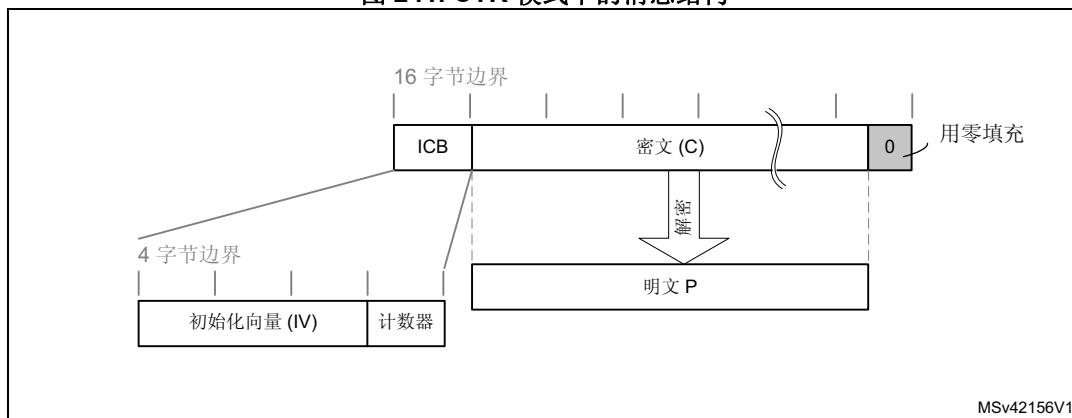 16 字节边界
ICB
密文 (C)
0
用零填充
解密
4 字节边界
初始化向量 (IV)
计数器
明文 P
MSv42156V1